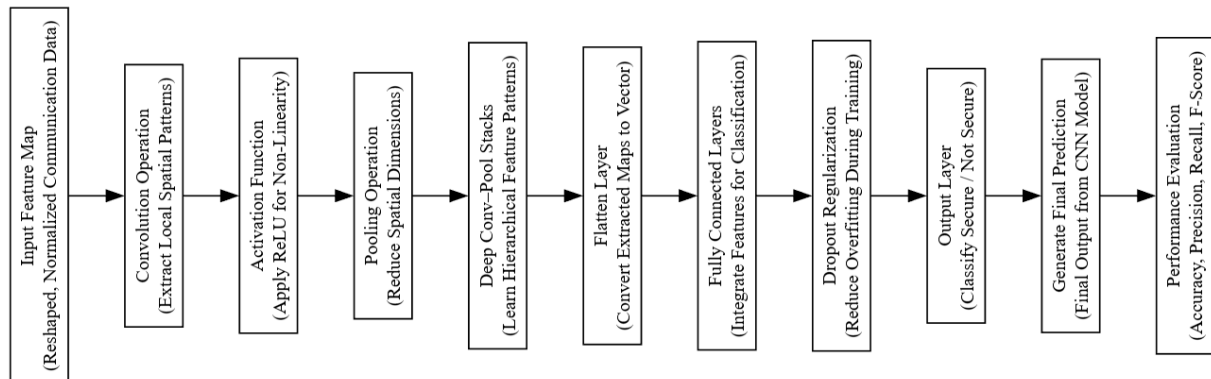 Input Feature Map
(Reshaped, Normalized Communication Data)
Convolution Operation
(Extract Local Spatial Patterns)
Activation Function
(Apply ReLU for Non-Linearity)
Pooling Operation
(Reduce Spatial Dimensions)
Deep Conv–Pool Stacks
(Learn Hierarchical Feature Patterns)
Flatten Layer
(Convert Extracted Maps to Vector)
Fully Connected Layers
(Integrate Features for Classification)
Dropout Regularization
(Reduce Overfitting During Training)
Output Layer
(Classify Secure / Not Secure)
Generate Final Prediction
(Final Output from CNN Model)
Performance Evaluation
(Accuracy, Precision, Recall, F-Score)